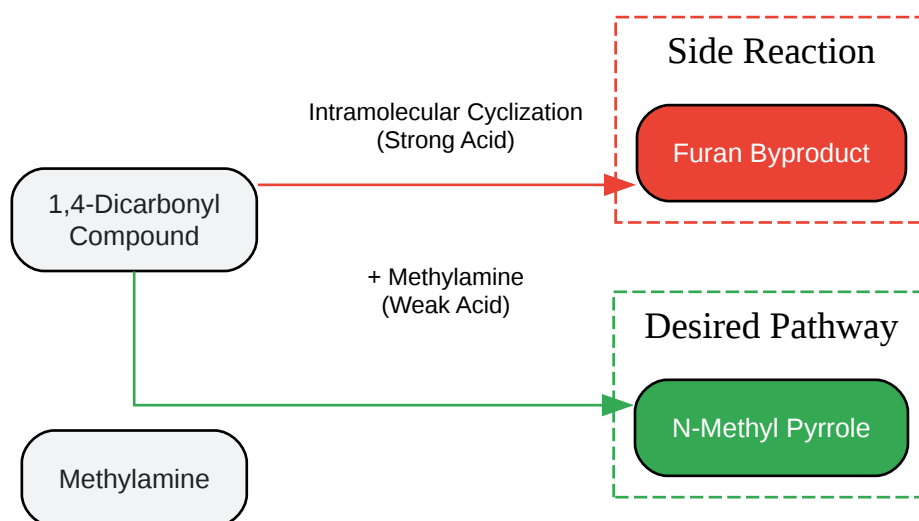 Side Reaction
Intramolecular Cyclization
(Strong Acid)
Furan Byproduct
1,4-Dicarbonyl
Compound
+ Methylamine
(Weak Acid)
Desired Pathway
N-Methyl Pyrrole
Methylamine